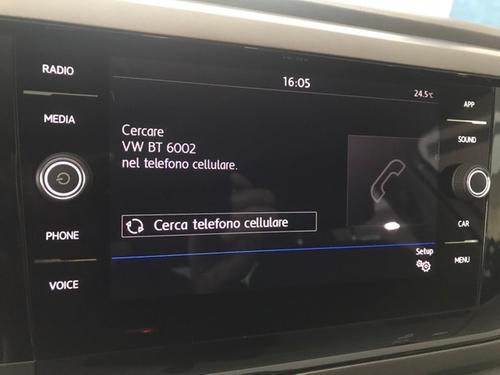 RADIO
MEDIA
PHONE
VOICE
16:05
24.5°C
Cercare
VW BT 6002
nel telefono cellulare.
Cerca telefono cellulare
Setup
APP
SOUND
CAR
MENU